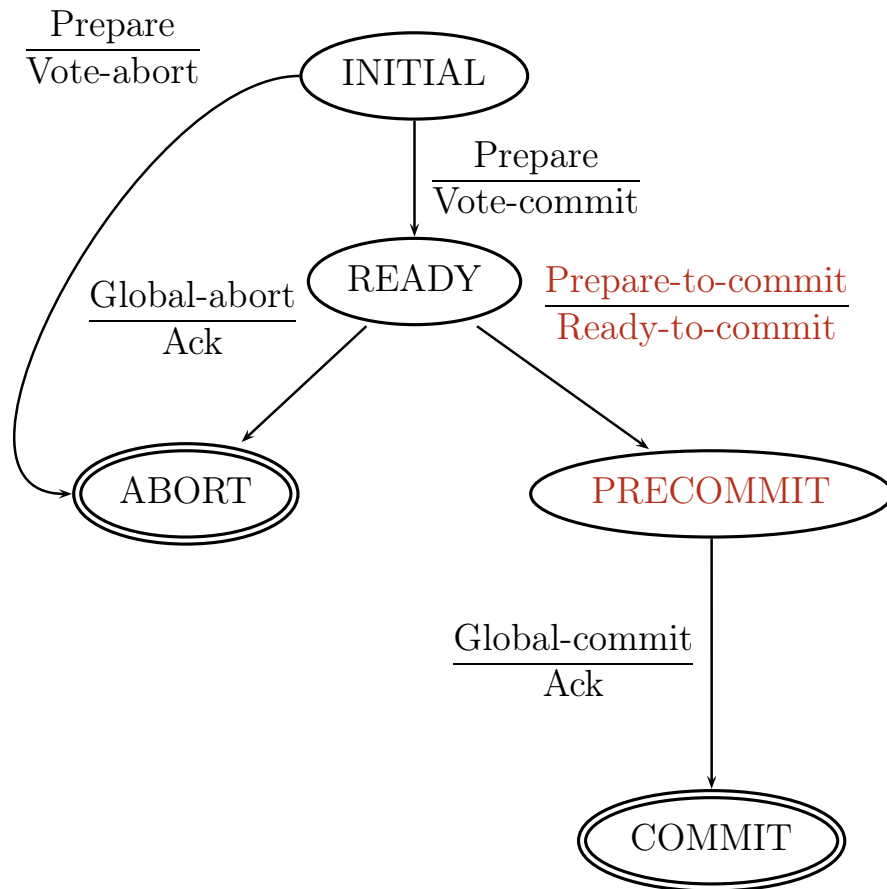 Prepare
Vote-abort
INITIAL
Prepare
Vote-commit
READY
Global-abort
Ack
Prepare-to-commit
Ready-to-commit
ABORT
PRECOMMIT
Global-commit
Ack
COMMIT